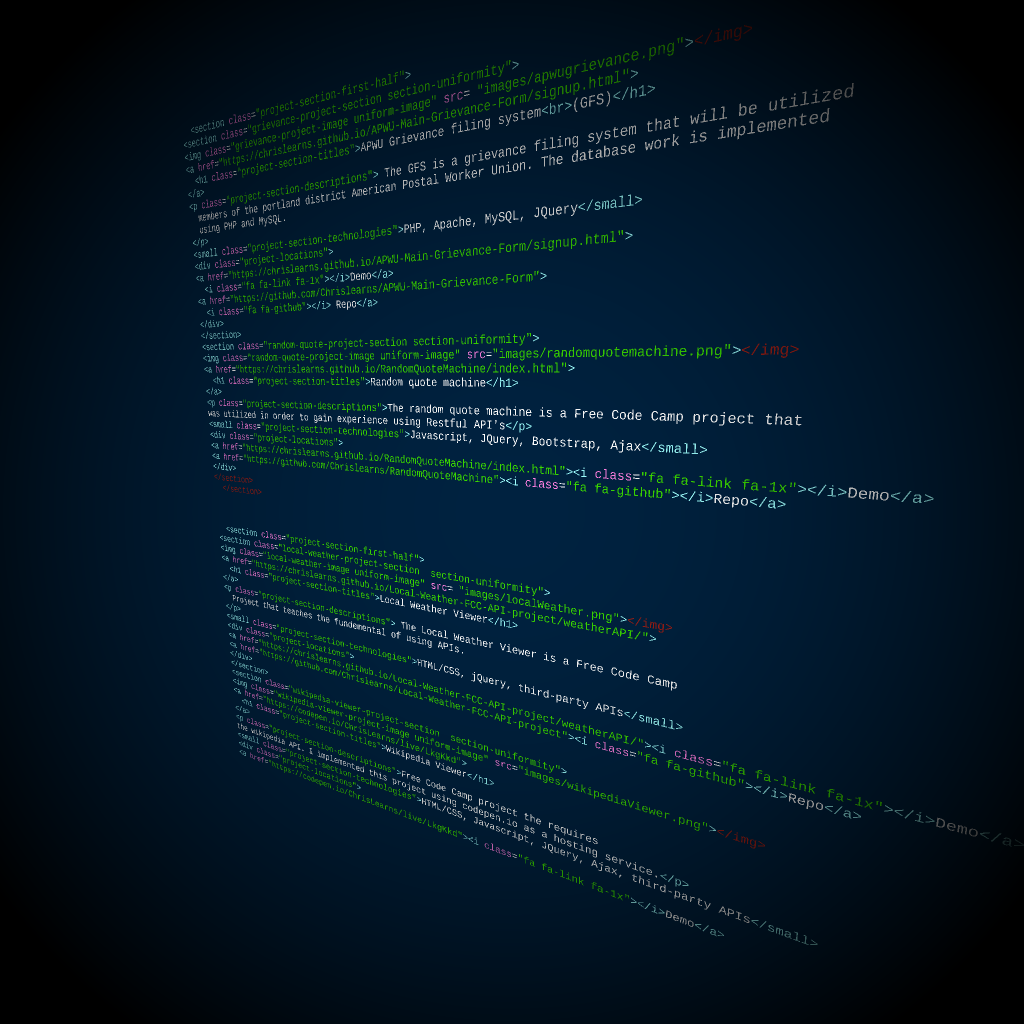 <section class="project-section-first-half">
<section class="grievance-project-section section-uniformity">
<img class="grievance-project-image uniform-image" src= "images/apwugrievance.png"></img>
<a href="https://chrislearns.github.io/APWU-Main-Grievance-Form/signup.html">
<h1 class="project-section-titles">APWU Grievance filing system<br>(GFS)</h1>
</a>
<p class="project-section-descriptions"> The GFS is a grievance filing system that will be utilized
members of the portland district American Postal Worker Union. The database work is implemented
using PHP and MySQL.
</p>
<small class="project-section-technologies">PHP, Apache, MySQL, JQuery</small>
<div class="project-locations">
<a href="https://chrislearns.github.io/APWU-Main-Grievance-Form/signup.html">
<i class="fa fa-link fa-1x"></i>Demo</a>
<a href="https://github.com/Chrislearns/APWU-Main-Grievance-Form">
<i class="fa fa-github"></i> Repo</a>
</div>
</section>
<section class="random-quote-project-section section-uniformity">
<img class="random-quote-project-image uniform-image" src="images/randomquotemachine.png"></img>
<a href="https://chrislearns.github.io/RandomQuoteMachine/index.html">
<h1 class="project-section-titles">Random quote machine</h1>
</a>
<p class="project-section-descriptions">The random quote machine is a Free Code Camp project that
was utilized in order to gain experience using Restful API's</p>
<small class="project-section-technologies">Javascript, JQuery, Bootstrap, Ajax</small>
<div class="project-locations">
<a href="https://chrislearns.github.io/RandomQuoteMachine/index.html"><i class="fa fa-link fa-1x"></i>Demo</a>
<a href="https://github.com/Chrislearns/RandomQuoteMachine"><i class="fa fa-github"></i>Repo</a>
</div>
</section>
</section>
<section class="project-section-first-half">
<section class="local-weather-project-section  section-uniformity">
<img class="local-weather-image uniform-image" src= "images/localWeather.png"></img>
<a href="https://chrislearns.github.io/Local-Weather-FCC-API-project/weatherAPI/">
<h1 class="project-section-titles">Local Weather Viewer</h1>
</a>
<p class="project-section-descriptions"> The Local Weather Viewer is a Free Code Camp
Project that teaches the fundemental of using APIs.
</p>
<small class="project-section-technologies">HTML/CSS, jQuery, third-party APIs</small>
<div class="project-locations">
<a href="https://chrislearns.github.io/Local-Weather-FCC-API-project/weatherAPI/"><i class="fa fa-link fa-1x"></i>Demo</a>
<a href="https://github.com/Chrislearns/Local-Weather-FCC-API-project"><i class="fa fa-github"></i>Repo</a>
</div>
</section>
<section class="wikipedia-viewer-project-section  section-uniformity">
<img class="wikipedia-viewer-project-image uniform-image" src="images/wikipediaViewer.png"></img>
<a href="https://codepen.io/ChrisLearns/live/LkgKkd">
<h1 class="project-section-titles">Wikipedia Viewer</h1>
</a>
<p class="project-section-descriptions">Free Code Camp project the requires
the wikipedia API. I implemented this project using codepen.io as a hosting service.</p>
<small class="project-section-technologies">HTML/CSS, Javascript, JQuery, Ajax, third-party APIs</small>
<div class="project-locations">
<a href="https://codepen.io/ChrisLearns/live/LkgKkd"><i class="fa fa-link fa-1x"></i>Demo</a>